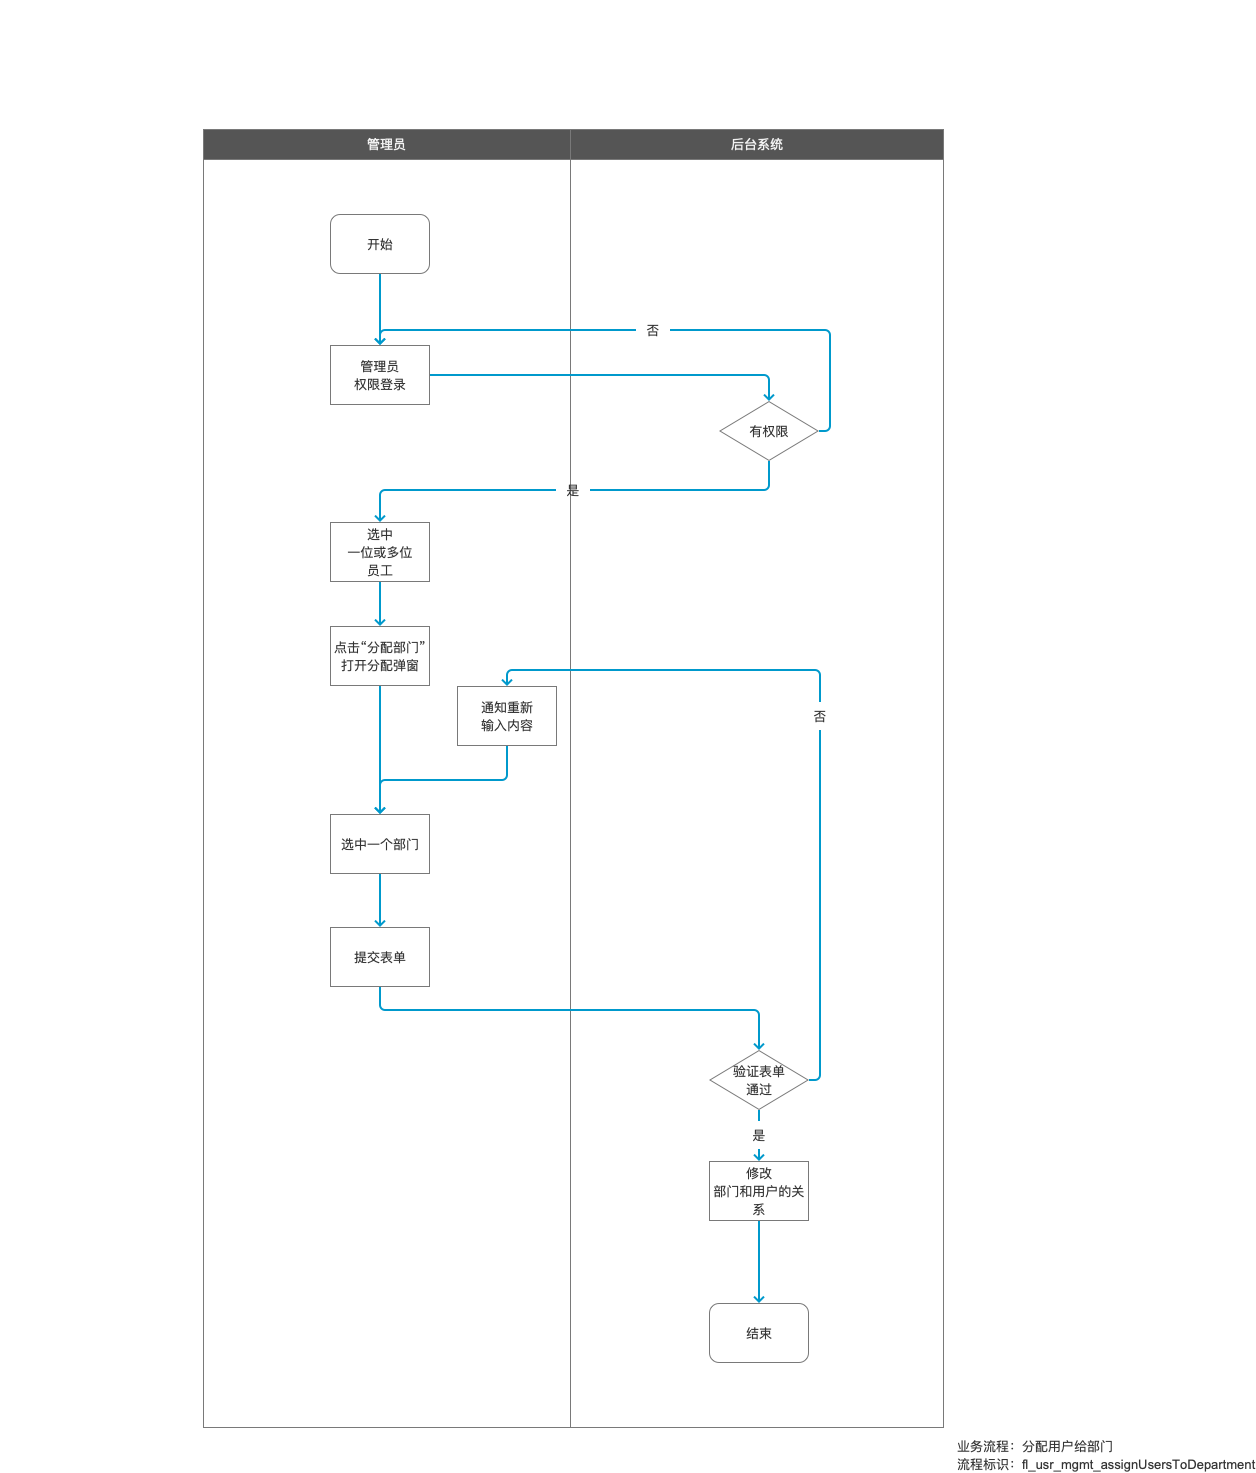 管理员
后台系统
开始
否
管理员
权限登录
有权限
是
选中
一位或多位
员工
点击“分配部门”
打开分配弹窗
通知重新
输入内容
否
选中一个部门
提交表单
验证表单
通过
是
修改
部门和用户的关
系
结束
业务流程：分配用户给部门
流程标识：fl_usr_mgmt_assignUsersToDepartment